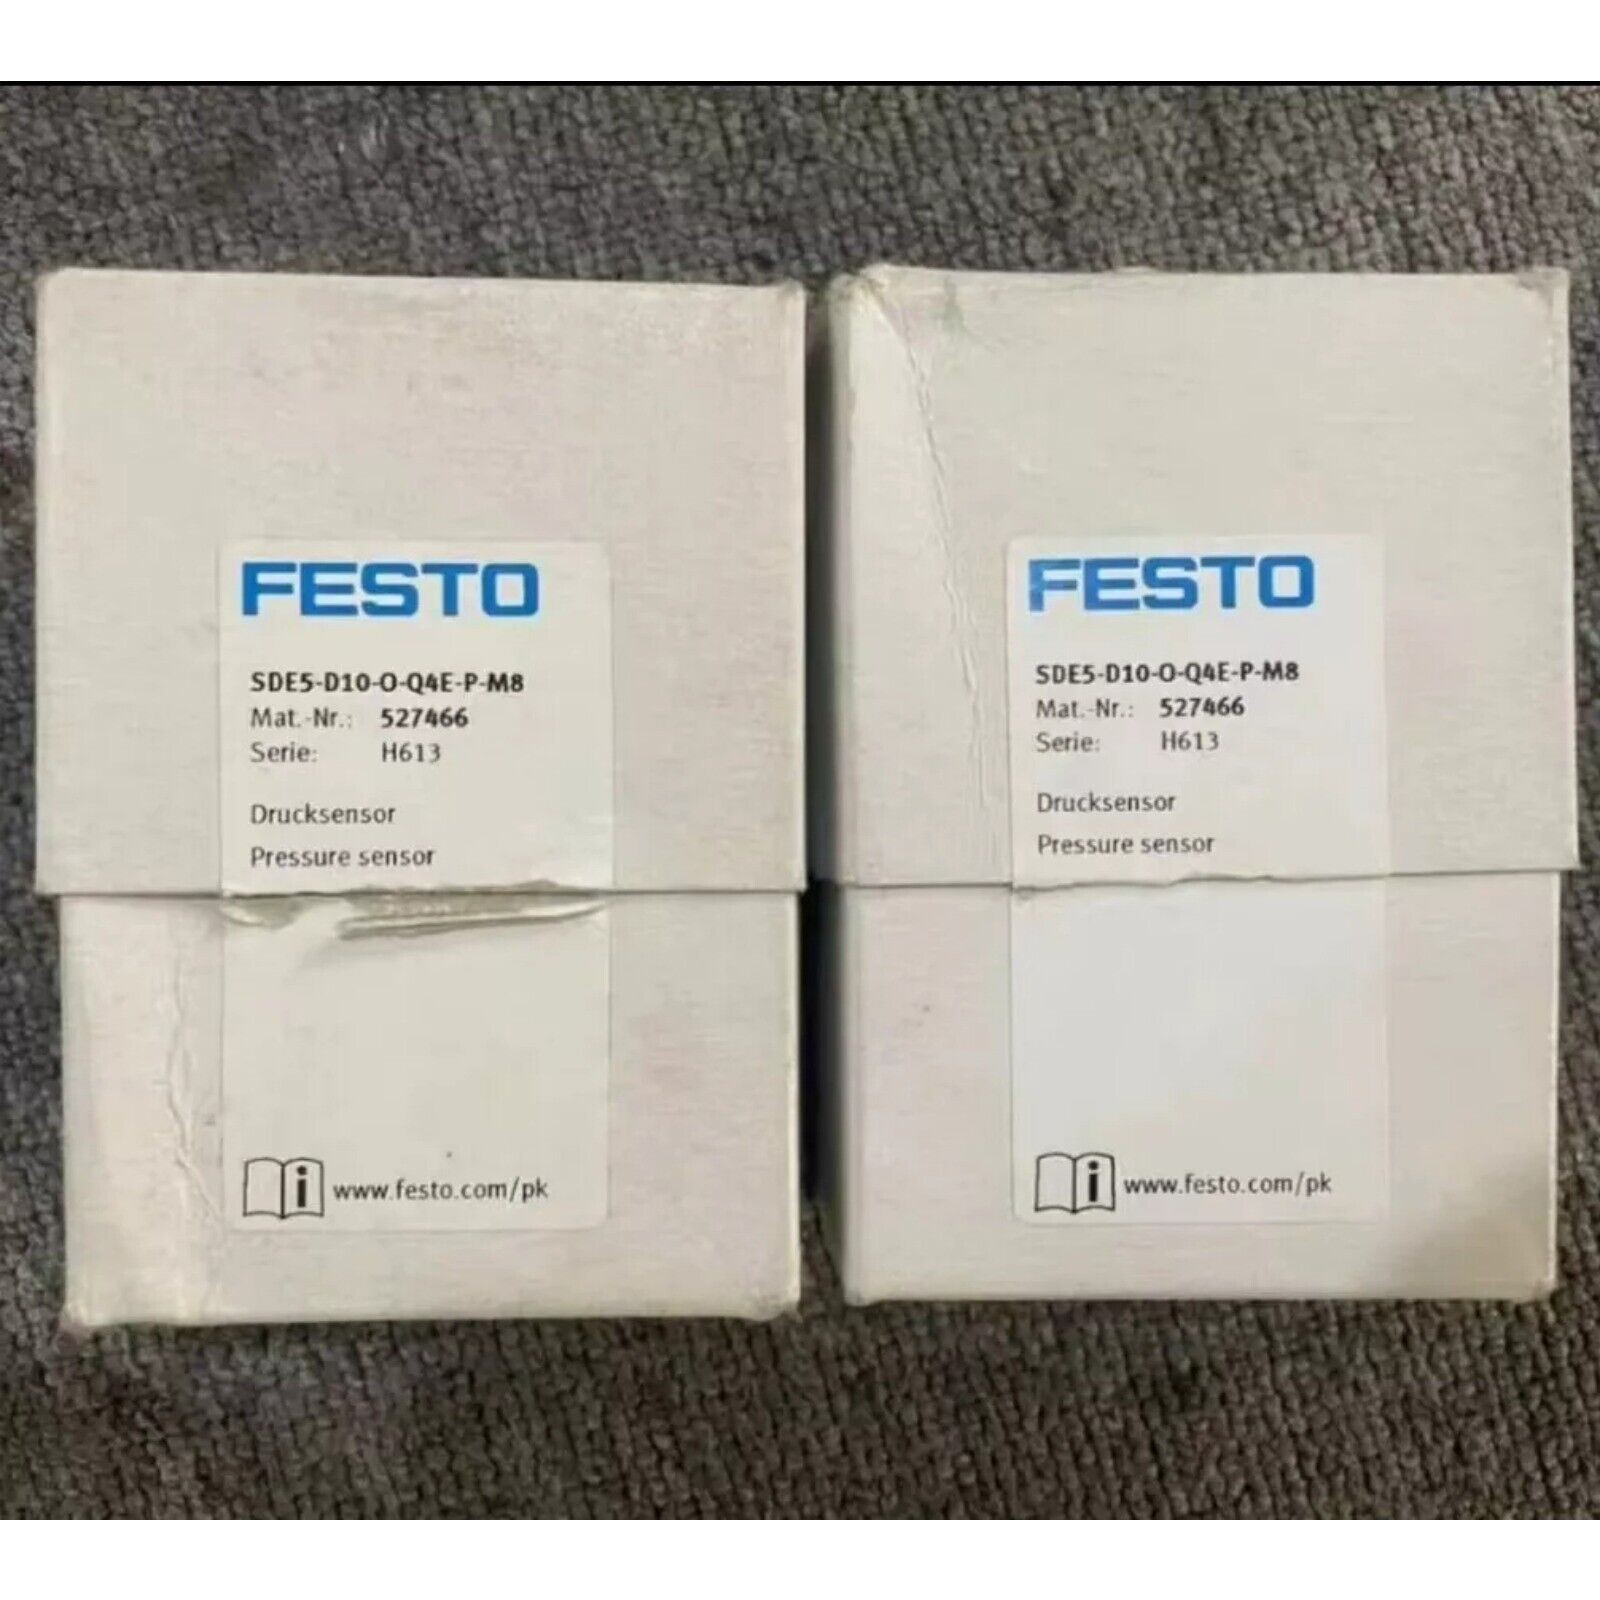 FESTO
SDE5-D10-O-Q4E-P-M8
Mat.-Nr.: 527466
Serie: H613
Drucksensor
Pressure sensor
i www.festo.com/pk
FESTO
SDE5-D10-O-Q4E-P-M8
Mat.-Nr.: 527466
Serie: H613
Drucksensor
Pressure sensor
i www.festo.com/pk